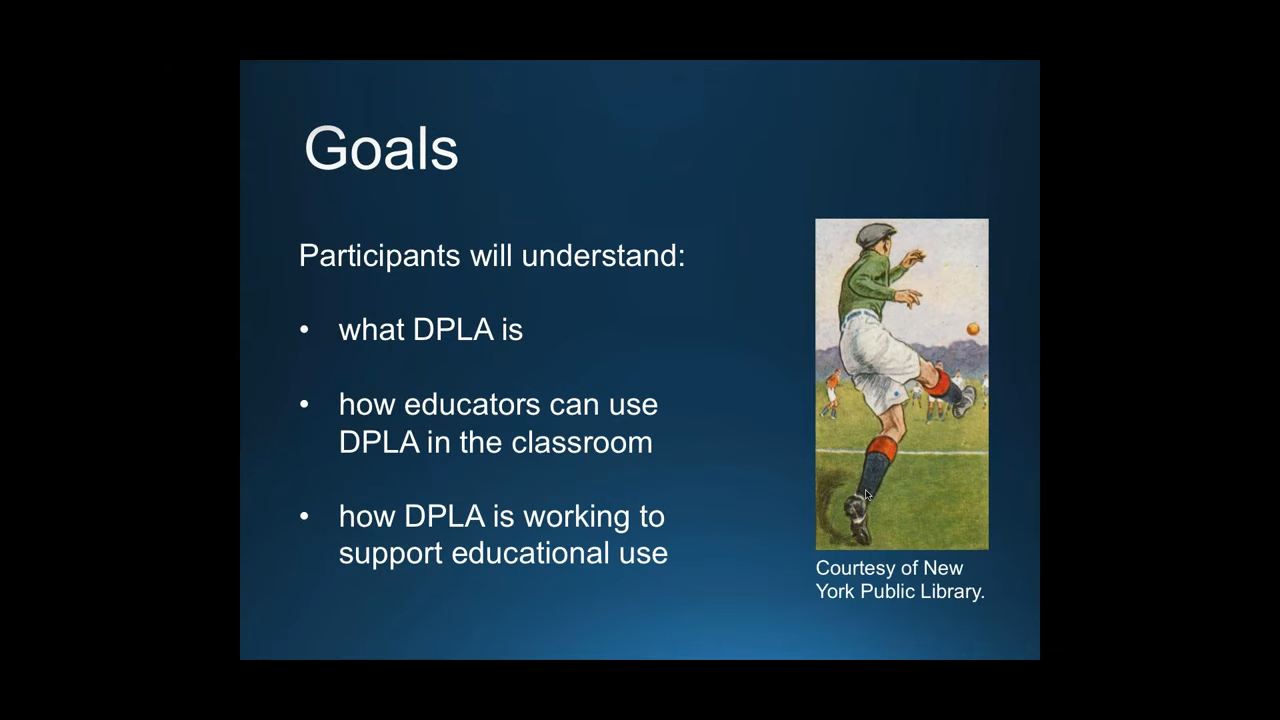 Goals
Participants will understand:
• what DPLA is
• how educators can use
DPLA in the classroom
• how DPLA is working to
support educational use
Courtesy of New
York Public Library.